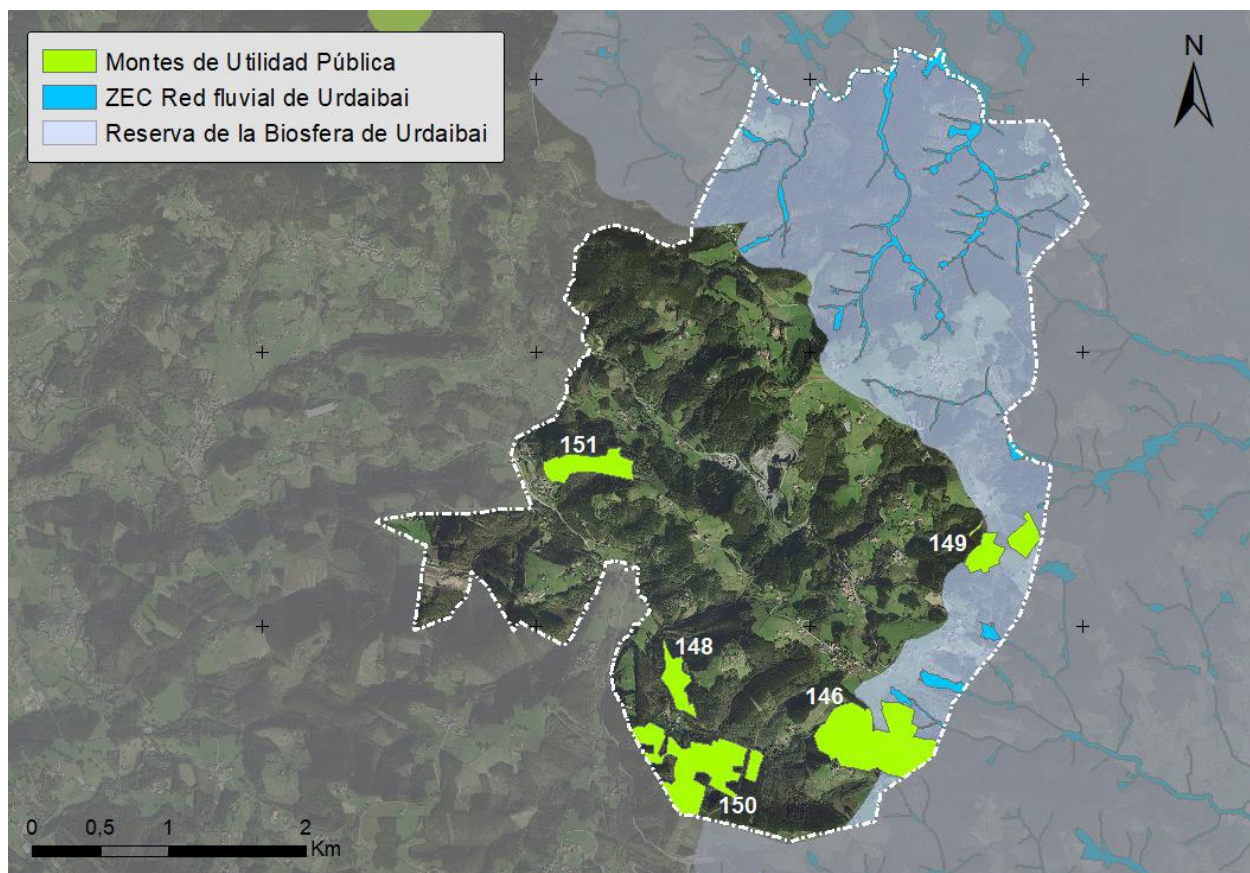 Montes de Utilidad Pública
ZEC Red fluvial de Urdaibai
Reserva de la Biosfera de Urdaibai
N
151
149
148
146
150
0 0,5 1 2
Km